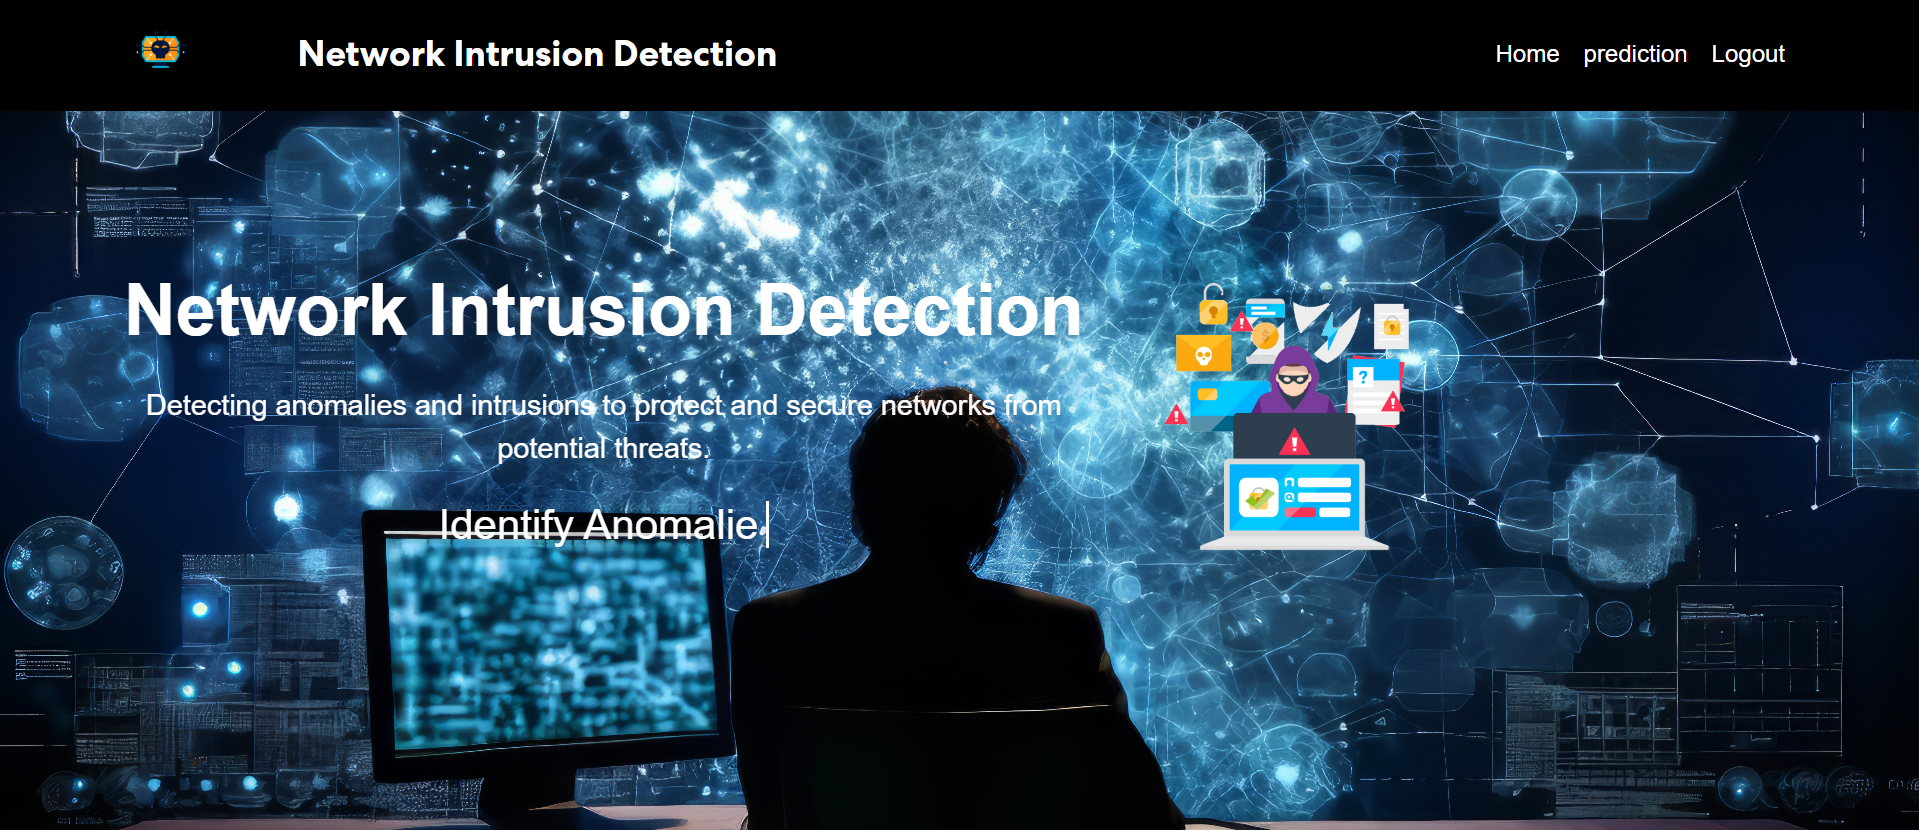 Network Intrusion Detection
Home prediction Logout
Network Intrusion Detection
Detecting anomalies and intrusions to protect and secure networks from
potential threats.
Identify Anomalie
?